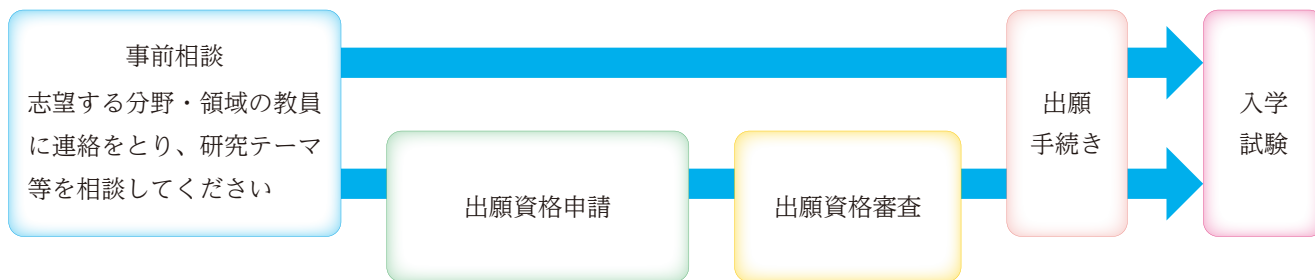 事前相談
志望する分野・領域の教員
に連絡をとり、研究テーマ
等を相談してください
出願資格申請
出願資格審査
出願
手続き
入学
試験